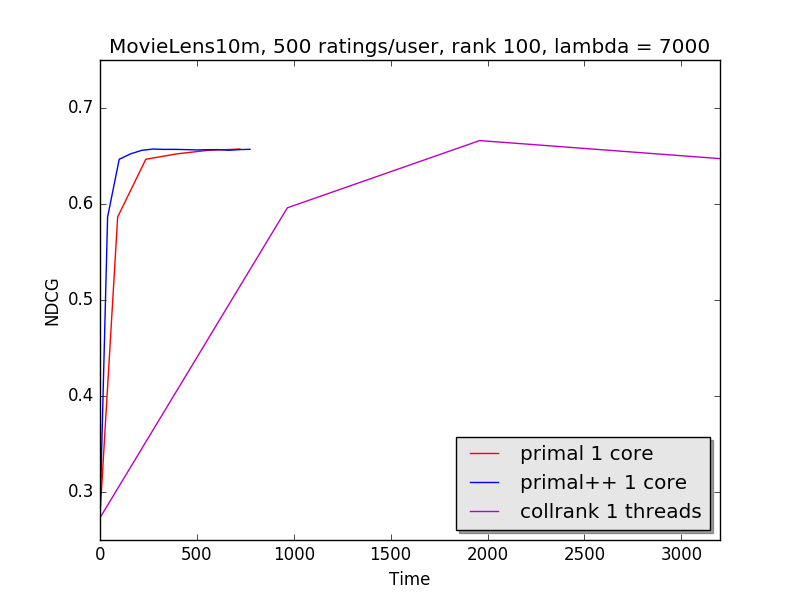 MovieLens10m, 500 ratings/user, rank 100, lambda = 7000
0.7
0.6
0.5
0.4
0.3
NDCG
primal 1 core
primal++ 1 core
collrank 1 threads
0 500 1000 1500 2000 2500 3000
Time